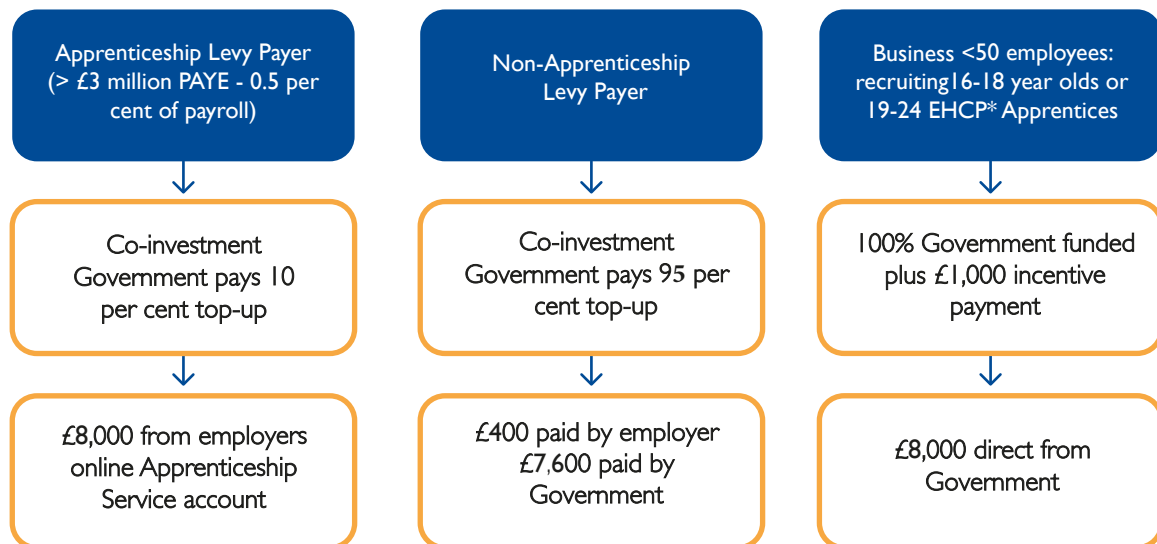 Apprenticeship Levy Payer
(> £3 million PAYE - 0.5 per
cent of payroll)
Co-investment
Government pays 10
per cent top-up
£8,000 from employers
online Apprenticeship
Service account
Non-Apprenticeship
Levy Payer
Co-investment
Government pays 95 per
cent top-up
£400 paid by employer
£7,600 paid by
Government
Business <50 employees:
recruiting16-18 year olds or
19-24 EHCP* Apprentices
100% Government funded
plus £1,000 incentive
payment
£8,000 direct from
Government